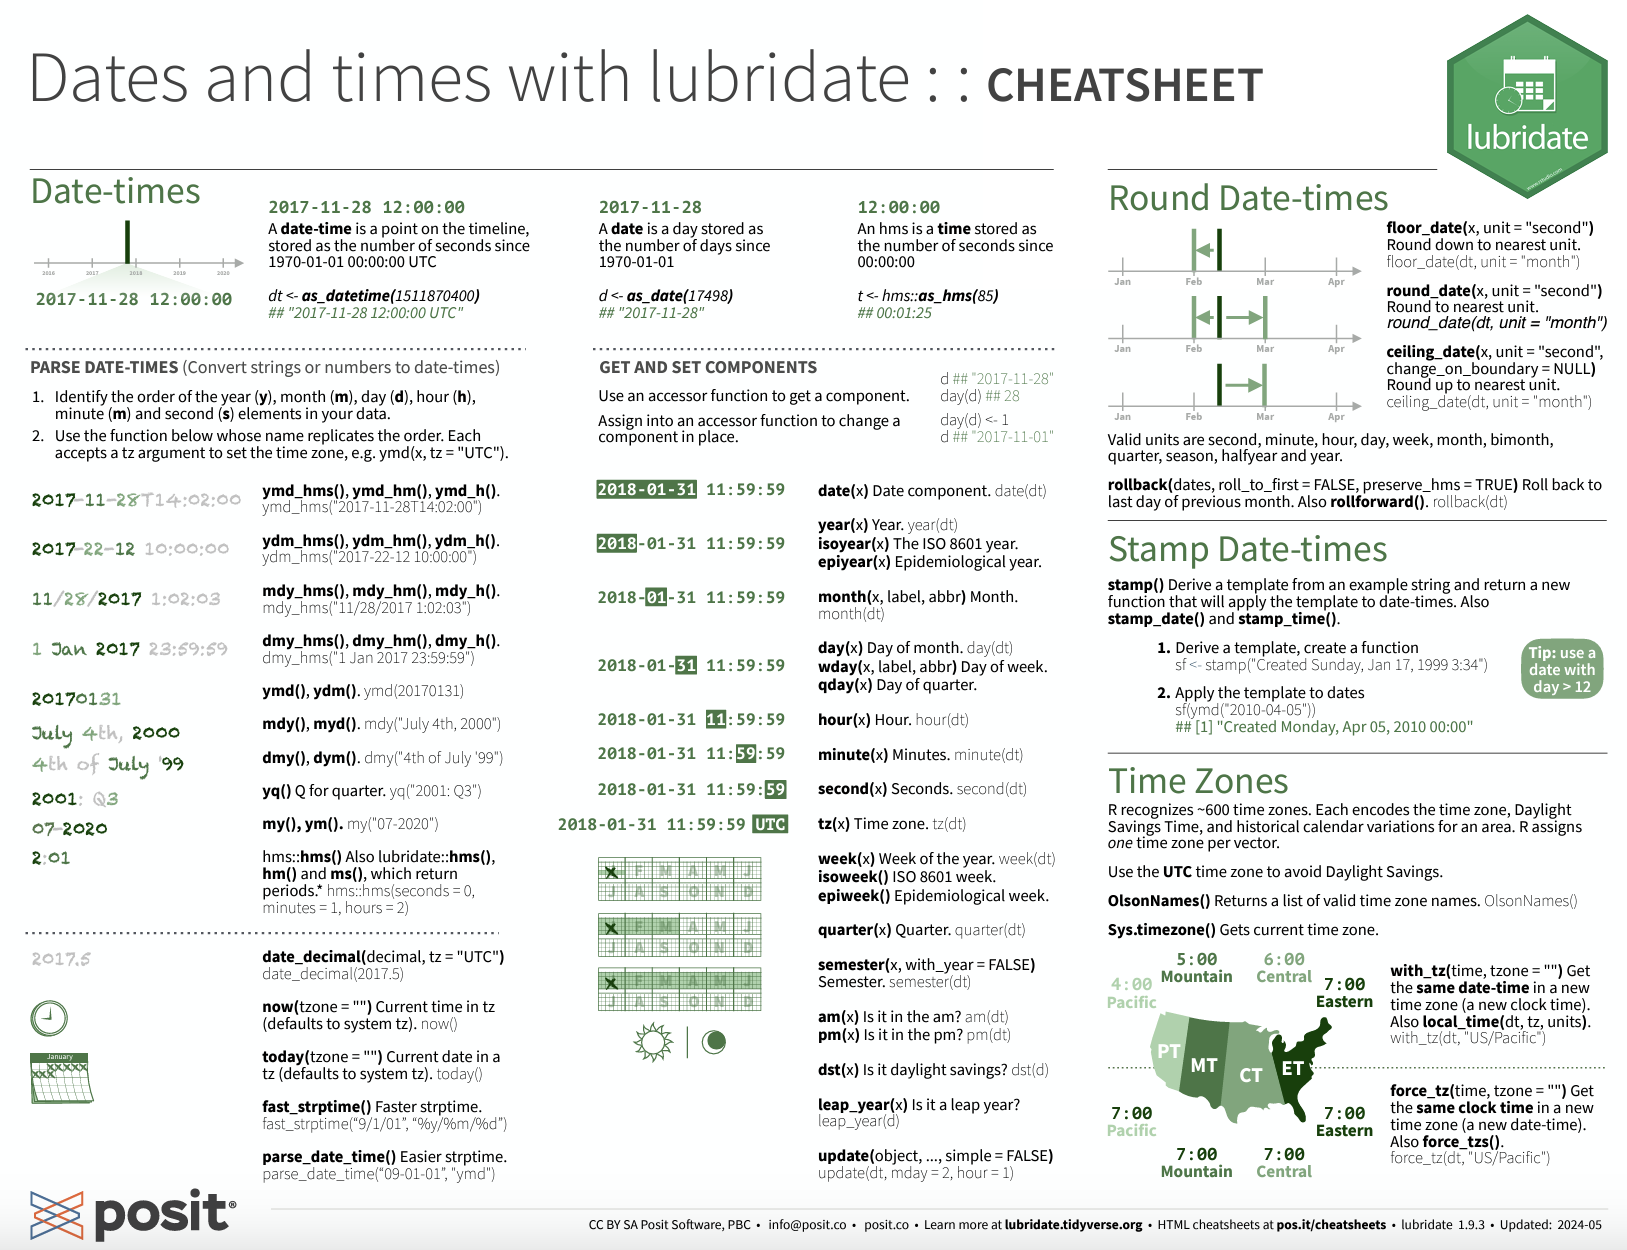 Dates and times with lubridate : : CHEATSHEET
lubridate
www.rstudio.com
Date-times
2016 2017 2018 2019 2020
2017-11-28 12:00:00
2017-11-28 12:00:00
A date-time is a point on the timeline,
stored as the number of seconds since
1970-01-01 00:00:00 UTC
dt <- as_datetime(1511870400)
## "2017-11-28 12:00:00 UTC"
2017-11-28
A date is a day stored as
the number of days since
1970-01-01
d <- as_date(17498)
## "2017-11-28"
12:00:00
An hms is a time stored as
the number of seconds since
00:00:00
t <- hms::as_hms(85)
## 00:01:25
PARSE DATE-TIMES (Convert strings or numbers to date-times)
1. Identify the order of the year (y), month (m), day (d), hour (h),
minute (m) and second (s) elements in your data.
2. Use the function below whose name replicates the order. Each
accepts a tz argument to set the time zone, e.g. ymd(x, tz = "UTC").
2017-11-28T14:02:00
ymd_hms(), ymd_hm(), ymd_h().
ymd_hms("2017-11-28T14:02:00")
2017-22-12 10:00:00
ydm_hms(), ydm_hm(), ydm_h().
ydm_hms("2017-22-12 10:00:00")
11/28/2017 1:02:03
mdy_hms(), mdy_hm(), mdy_h().
mdy_hms("11/28/2017 1:02:03")
1 Jan 2017 23:59:59
dmy_hms(), dmy_hm(), dmy_h().
dmy_hms("1 Jan 2017 23:59:59")
20170131
ymd(), ydm(). ymd(20170131)
July 4th, 2000
mdy(), myd(). mdy("July 4th, 2000")
4th of July '99
dmy(), dym(). dmy("4th of July '99")
2001: Q3
yq() Q for quarter. yq("2001: Q3")
07-2020
my(), ym(). my("07-2020")
2:01
hms::hms() Also lubridate::hms(),
hm() and ms(), which return
periods.* hms::hms(seconds = 0,
minutes = 1, hours = 2)
2017.5
date_decimal(decimal, tz = "UTC")
date_decimal(2017.5)
now(tzone = "") Current time in tz
(defaults to system tz). now()
January
xxxxx
xxx
today(tzone = "") Current date in a
tz (defaults to system tz). today()
fast_strptime() Faster strptime.
fast_strptime(“9/1/01”, “%y/%m/%d”)
parse_date_time() Easier strptime.
parse_date_time(“09-01-01”, "ymd")
GET AND SET COMPONENTS
Use an accessor function to get a component.
Assign into an accessor function to change a
component in place.
d ## "2017-11-28"
day(d) ## 28
day(d) <- 1
d ## "2017-11-01"
2018-01-31 11:59:59
date(x) Date component. date(dt)
2018-01-31 11:59:59
year(x) Year. year(dt)
isoyear(x) The ISO 8601 year.
epiyear(x) Epidemiological year.
2018-01-31 11:59:59
month(x, label, abbr) Month.
month(dt)
2018-01-31 11:59:59
day(x) Day of month. day(dt)
wday(x, label, abbr) Day of week.
qday(x) Day of quarter.
2018-01-31 11:59:59
hour(x) Hour. hour(dt)
2018-01-31 11:59:59
minute(x) Minutes. minute(dt)
2018-01-31 11:59:59
second(x) Seconds. second(dt)
2018-01-31 11:59:59 UTC
tz(x) Time zone. tz(dt)
x F M A M J
J A S O N D
week(x) Week of the year. week(dt)
isoweek() ISO 8601 week.
epiweek() Epidemiological week.
x F M A M J
J A S O N D
quarter(x) Quarter. quarter(dt)
x F M A M J
J A S O N D
semester(x, with_year = FALSE)
Semester. semester(dt)
am(x) Is it in the am? am(dt)
pm(x) Is it in the pm? pm(dt)
dst(x) Is it daylight savings? dst(d)
leap_year(x) Is it a leap year?
leap_year(d)
update(object, ..., simple = FALSE)
update(dt, mday = 2, hour = 1)
Round Date-times
Jan Feb Mar Apr
floor_date(x, unit = "second")
Round down to nearest unit.
floor_date(dt, unit = "month")
Jan Feb Mar Apr
round_date(x, unit = "second")
Round to nearest unit.
round_date(dt, unit = "month")
Jan Feb Mar Apr
ceiling_date(x, unit = "second",
change_on_boundary = NULL)
Round up to nearest unit.
ceiling_date(dt, unit = "month")
Valid units are second, minute, hour, day, week, month, bimonth,
quarter, season, halfyear and year.
rollback(dates, roll_to_first = FALSE, preserve_hms = TRUE) Roll back to
last day of previous month. Also rollforward(). rollback(dt)
Stamp Date-times
stamp() Derive a template from an example string and return a new
function that will apply the template to date-times. Also
stamp_date() and stamp_time().
1. Derive a template, create a function
sf <- stamp("Created Sunday, Jan 17, 1999 3:34")
2. Apply the template to dates
sf(ymd("2010-04-05"))
## [1] "Created Monday, Apr 05, 2010 00:00"
Tip: use a
date with
day > 12
Time Zones
R recognizes ~600 time zones. Each encodes the time zone, Daylight
Savings Time, and historical calendar variations for an area. R assigns
one time zone per vector.
Use the UTC time zone to avoid Daylight Savings.
OlsonNames() Returns a list of valid time zone names. OlsonNames()
Sys.timezone() Gets current time zone.
4:00
Pacific
5:00
Mountain
6:00
Central
7:00
Eastern
PT MT CT ET
7:00
Pacific
7:00
Mountain
7:00
Central
7:00
Eastern
with_tz(time, tzone = "") Get
the same date-time in a new
time zone (a new clock time).
Also local_time(dt, tz, units).
with_tz(dt, "US/Pacific")
force_tz(time, tzone = "") Get
the same clock time in a new
time zone (a new date-time).
Also force_tzs().
force_tz(dt, "US/Pacific")
posit®
CC BY SA Posit Software, PBC • info@posit.co • posit.co • Learn more at lubridate.tidyverse.org • HTML cheatsheets at pos.it/cheatsheets • lubridate 1.9.3 • Updated: 2024-05